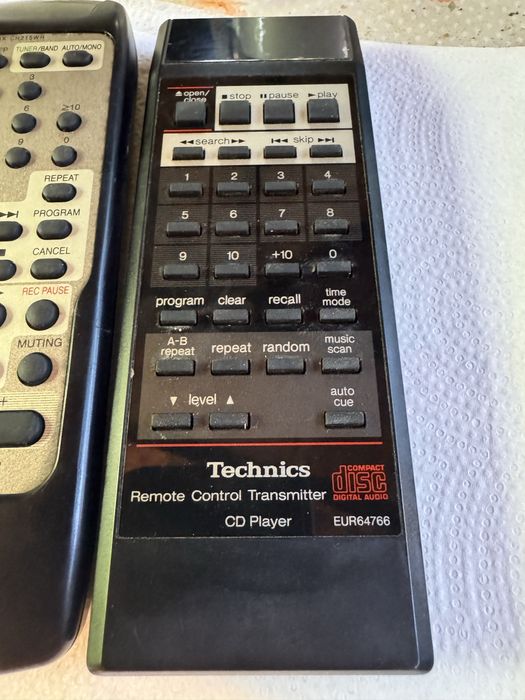 CH215WR
TUNER/BAND AUTO/MONO
3
6 ≥10
9 0
REPEAT
PROGRAM
CANCEL
REC PAUSE
MUTING
+
⏏ open/
close
■ stop ⏸ pause ► play
◄◄ search ►► |◄◄ skip ►►|
1 2 3 4
5 6 7 8
9 10 +10 0
program clear recall time
mode
A-B
repeat repeat random music
scan
▼ level ▲ auto
cue
Technics
COMPACT
disc
DIGITAL AUDIO
Remote Control Transmitter
CD Player EUR64766